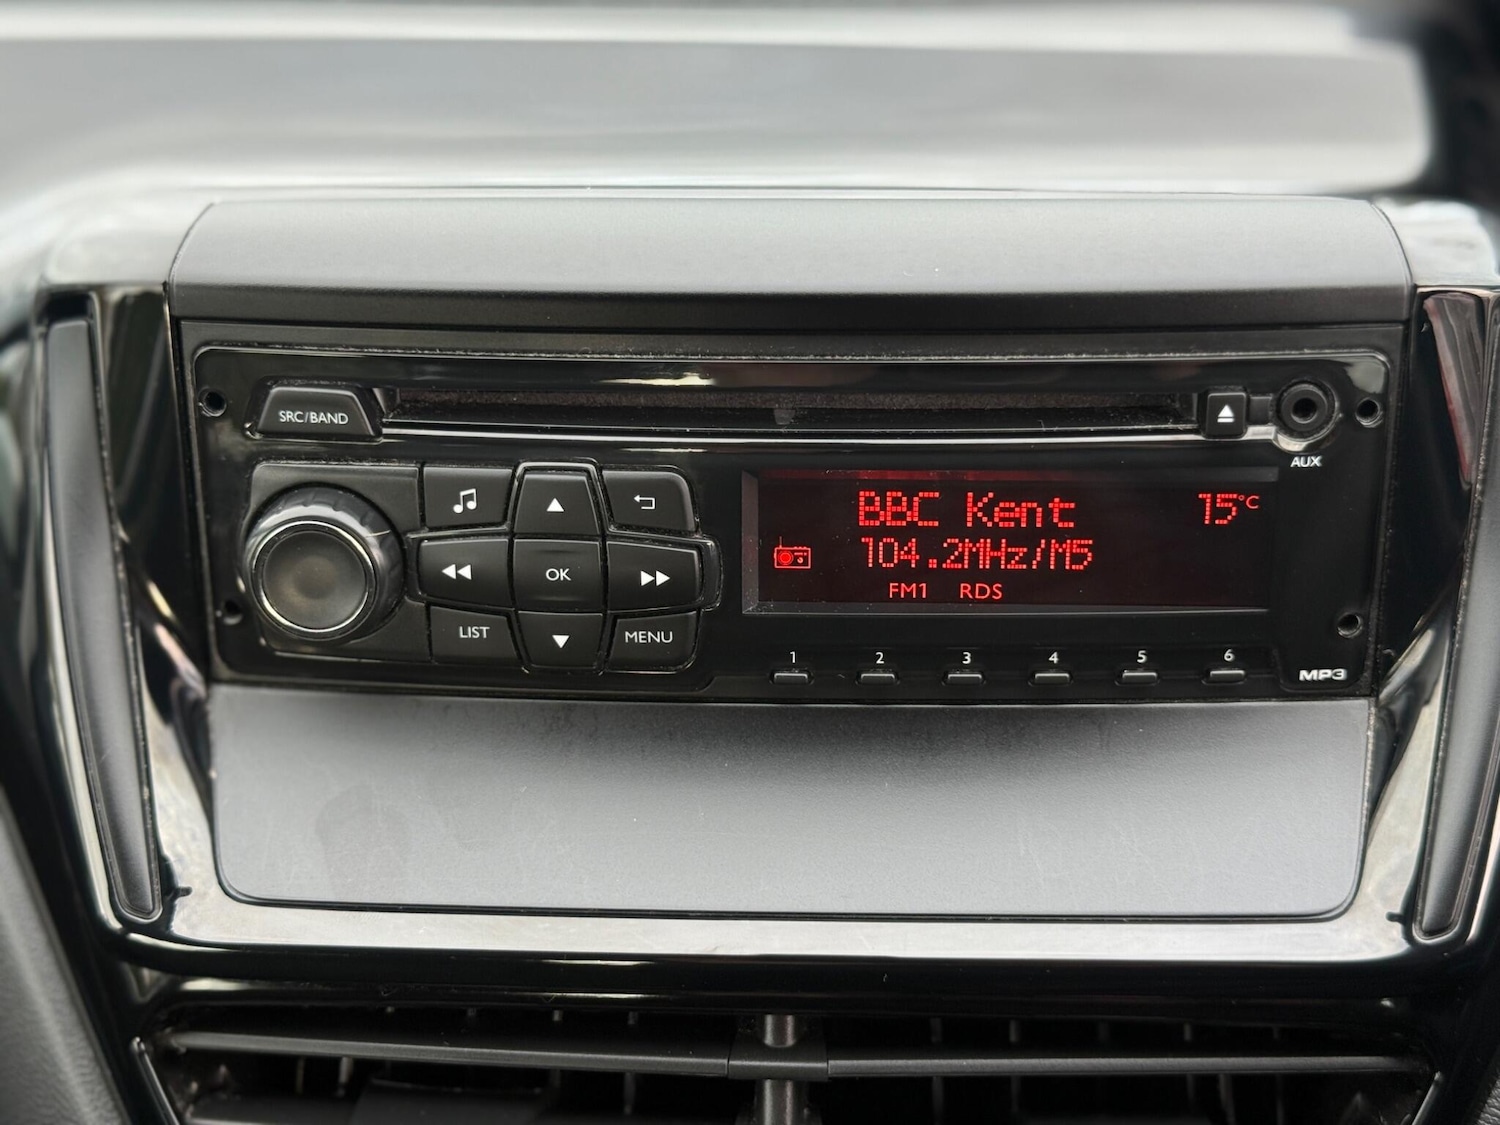 SRC/BAND
AUX
BBC Kent 15°C
104.2MHz/M5
FM1 RDS
OK
LIST MENU
1 2 3 4 5 6
MP3